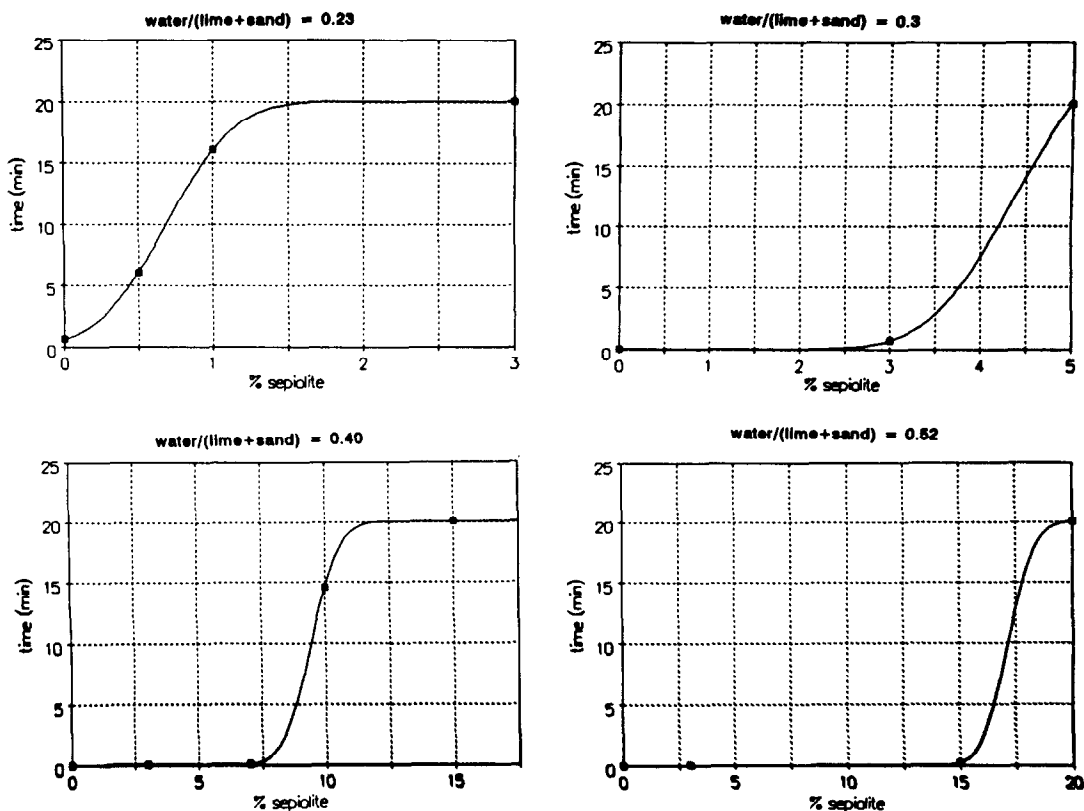 water/(lime+sand) = 0.23
25
20
15
10
5
0
time (min)
0 1 2 3
% sepiolite
water/(lime+sand) = 0.3
25
20
15
10
5
0
time (min)
0 1 2 3 4 5
% sepiolite
water/(lime+sand) = 0.40
25
20
15
10
5
0
time (min)
0 5 10 15
% sepiolite
water/(lime+sand) = 0.52
25
20
15
10
5
0
time (min)
0 5 10 15 20
% sepiolite